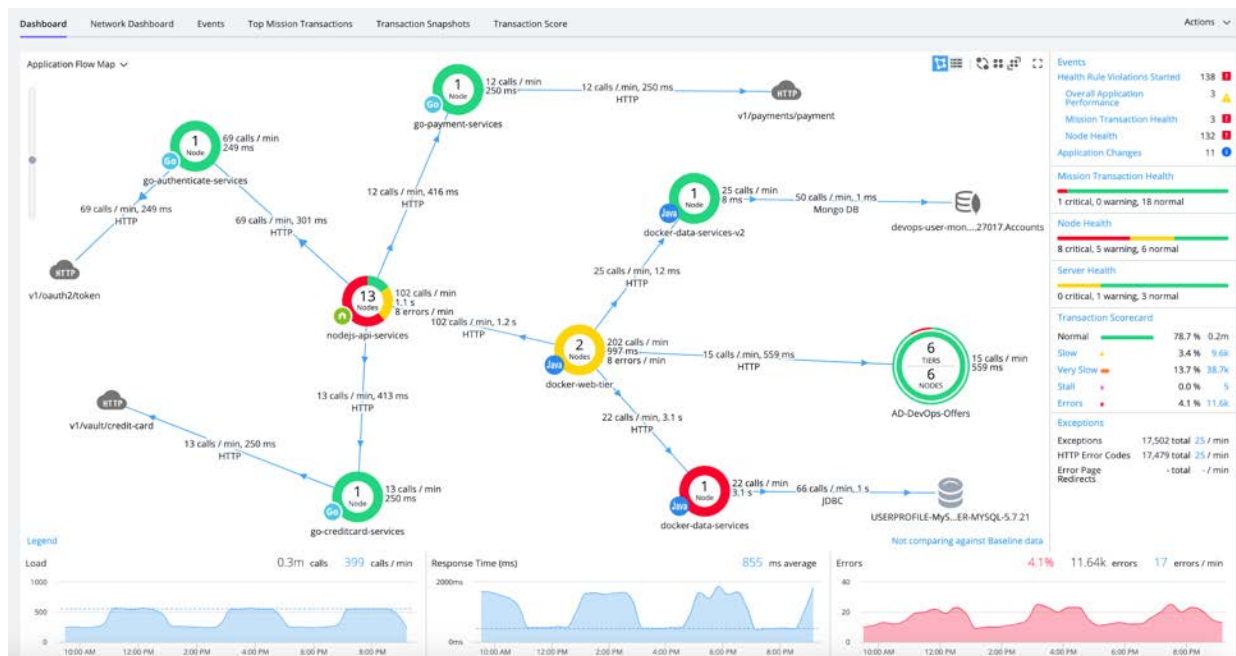 Dashboard Network Dashboard Events Top Mission Transactions Transaction Snapshots Transaction Score Actions
Application Flow Map
1
Node
Go
go-payment-services
12 calls / min
250 ms
12 calls / min, 250 ms
HTTP
HTTP
v1/payments/payment
1
Node
Go
go-authenticate-services
69 calls / min
249 ms
69 calls / min, 249 ms
HTTP
HTTP
v1/oauth2/token
69 calls / min, 301 ms
HTTP
12 calls / min, 416 ms
HTTP
13
Nodes
nodejs-api-services
102 calls / min
1.1 s
8 errors / min
102 calls / min, 1.2 s
HTTP
1
Node
Java
docker-data-services-v2
25 calls / min
8 ms
50 calls / min, 1 ms
Mongo DB
devops-user-mon....27017.Accounts
25 calls / min, 12 ms
HTTP
2
Nodes
Java
docker-web-tier
202 calls / min
997 ms
8 errors / min
15 calls / min, 559 ms
HTTP
6
TIERS
6
NODES
15 calls / min
559 ms
AD-DevOps-Offers
22 calls / min, 3.1 s
HTTP
1
Node
Java
docker-data-services
22 calls / min
3.1 s
66 calls / min, 1 s
JDBC
USERPROFILE-MyS...ER-MYSQL-5.7.21
13 calls / min, 413 ms
HTTP
HTTP
v1/vault/credit-card
13 calls / min, 250 ms
HTTP
1
Node
Go
go-creditcard-services
13 calls / min
250 ms
Legend
Not comparing against Baseline data
Events
Health Rule Violations Started 138
Overall Application Performance 3
Mission Transaction Health 3
Node Health 132
Application Changes 11
Mission Transaction Health
1 critical, 0 warning, 18 normal
Node Health
8 critical, 5 warning, 6 normal
Server Health
0 critical, 1 warning, 3 normal
Transaction Scorecard
Normal 78.7 % 0.2m
Slow 3.4 % 9.6k
Very Slow 13.7 % 38.7k
Stall 0.0 % 5
Errors 4.1 % 11.6k
Exceptions
Exceptions 17,502 total 25 / min
HTTP Error Codes 17,479 total 25 / min
Error Page Redirects - total - / min
Load 0.3m calls 399 calls / min
1000
500
0
10:00 AM 12:00 PM 2:00 PM 4:00 PM 6:00 PM 8:00 PM
Response Time (ms) 855 ms average
2000ms
0ms
10:00 AM 12:00 PM 2:00 PM 4:00 PM 6:00 PM 8:00 PM
Errors 4.1% 11.64k errors 17 errors / min
40
20
0
10:00 AM 12:00 PM 2:00 PM 4:00 PM 6:00 PM 8:00 PM